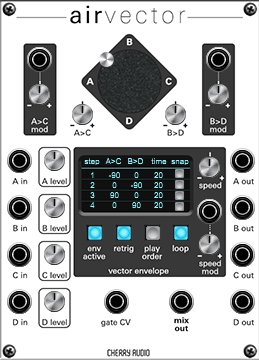 airvector
B
A
C
D
- +
A>C
mod
- +
A>C
- +
B>D
- +
B>D
mod
A in
A level
step A>C B>D time snap
1 -90 0 20
2 0 -90 20
3 90 0 20
4 0 90 20
- +
speed
A out
B in
B level
env
active
retrig
play
order
loop
B out
C in
C level
vector envelope
- +
speed
mod
C out
D in
D level
gate CV
mix
out
D out
CHERRY AUDIO